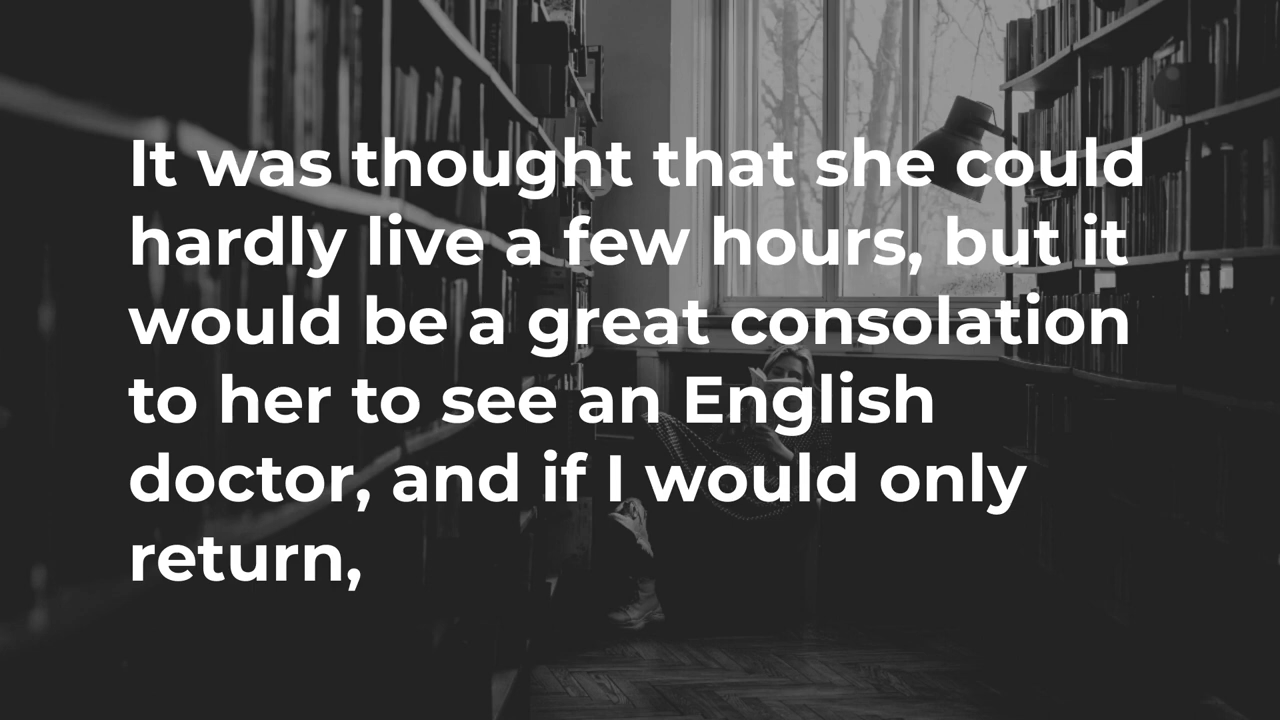 It was thought that she could
hardly live a few hours, but it
would be a great consolation
to her to see an English
doctor, and if I would only
return,